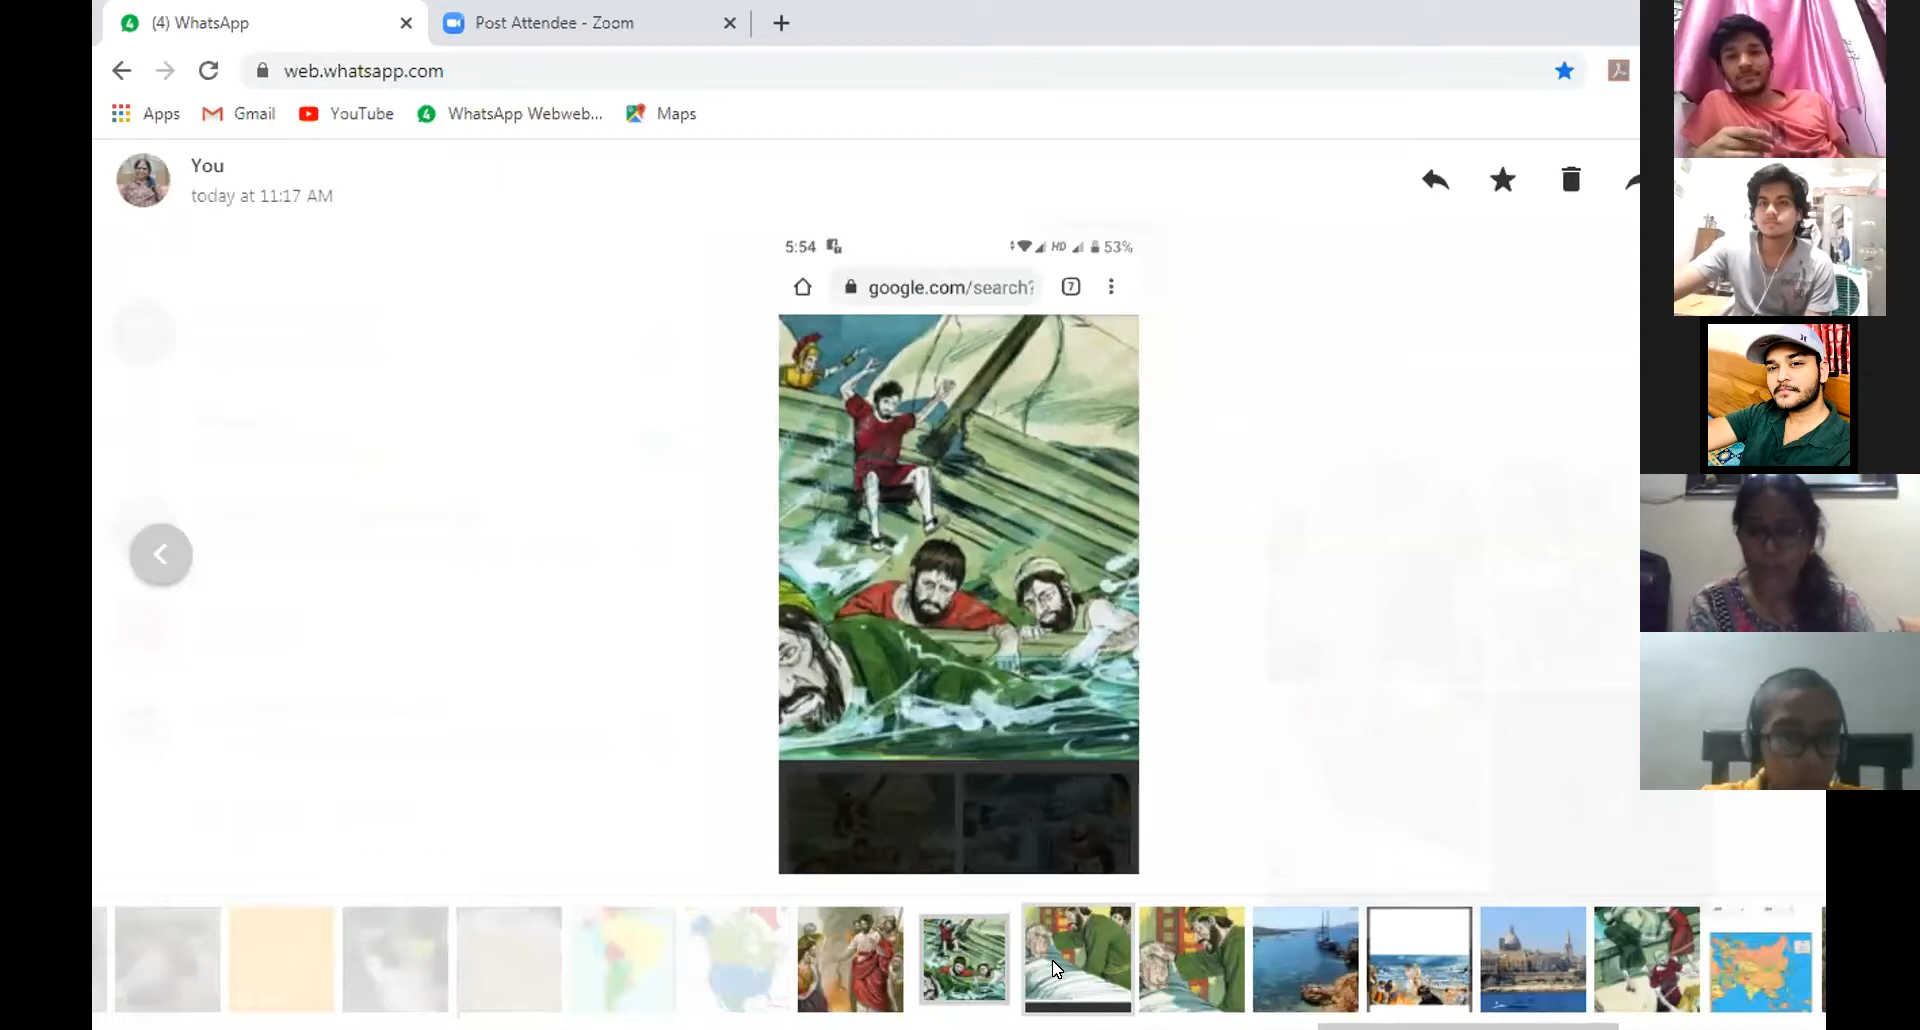 (4) WhatsApp
Post Attendee - Zoom
web.whatsapp.com
Apps
Gmail
YouTube
WhatsApp Webweb...
Maps
You
today at 11:17 AM
5:54
HD
53%
google.com/search?
7